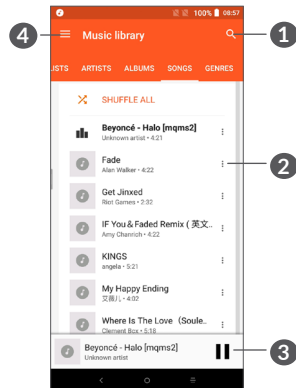 100% 08:57
4
Music library
1
ISTS ARTISTS ALBUMS SONGS GENRES
SHUFFLE ALL
Beyoncé - Halo [mqms2]
Unknown artist • 4:21
Fade
Alan Walker • 4:22
2
Get Jinxed
Riot Games • 2:32
IF You & Faded Remix ( 英文..
Amy Chanrich • 4:22
KINGS
angela • 5:21
My Happy Ending
艾薇儿 • 4:02
Where Is The Love（Soule..
Clement Box • 5:18
Beyoncé - Halo [mqms2]
Unknown artist
3